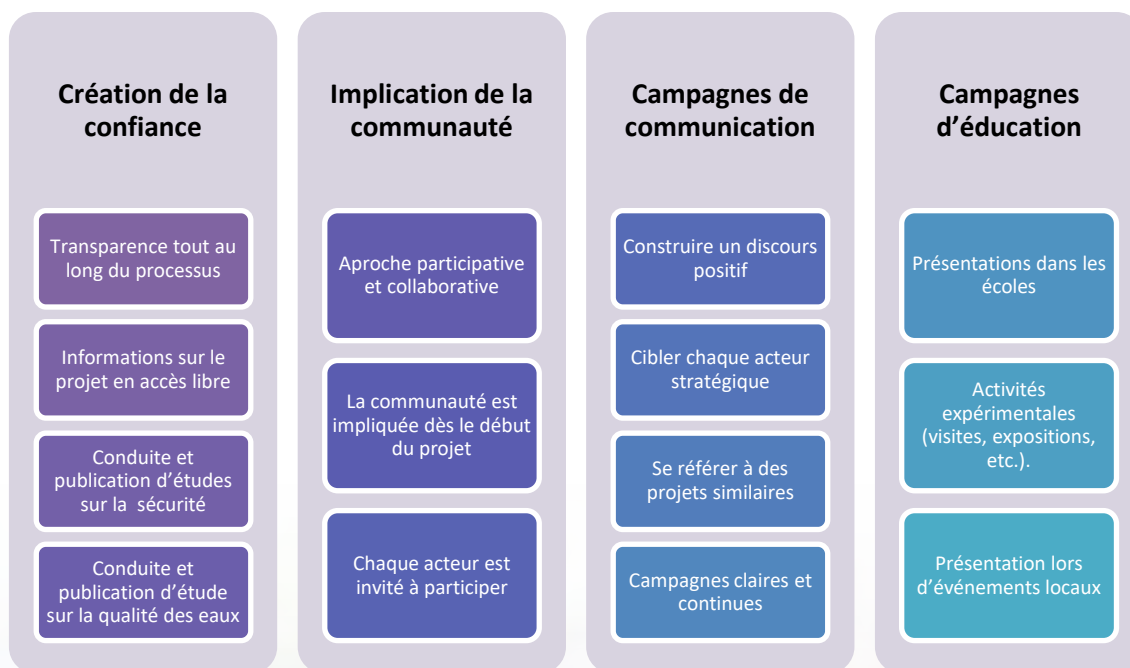 Création de la
confiance
Transparence tout au
long du processus
Informations sur le
projet en accès libre
Conduite et
publication d’études
sur la sécurité
Conduite et
publication d’étude
sur la qualité des eaux
Implication de la
communauté
Aproche participative
et collaborative
La communauté est
impliquée dès le début
du projet
Chaque acteur est
invité à participer
Campagnes de
communication
Construire un discours
positif
Cibler chaque acteur
stratégique
Se référer à des
projets similaires
Campagnes claires et
continues
Campagnes
d’éducation
Présentations dans les
écoles
Activités
expérimentales
(visites, expositions,
etc.).
Présentation lors
d’événements locaux